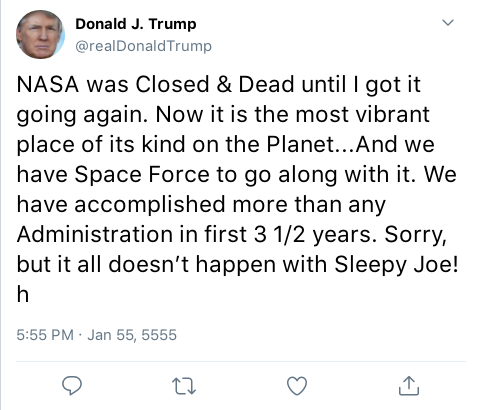 Donald J. Trump
@realDonaldTrump
NASA was Closed & Dead until I got it
going again. Now it is the most vibrant
place of its kind on the Planet...And we
have Space Force to go along with it. We
have accomplished more than any
Administration in first 3 1/2 years. Sorry,
but it all doesn’t happen with Sleepy Joe!
h
5:55 PM · Jan 55, 5555